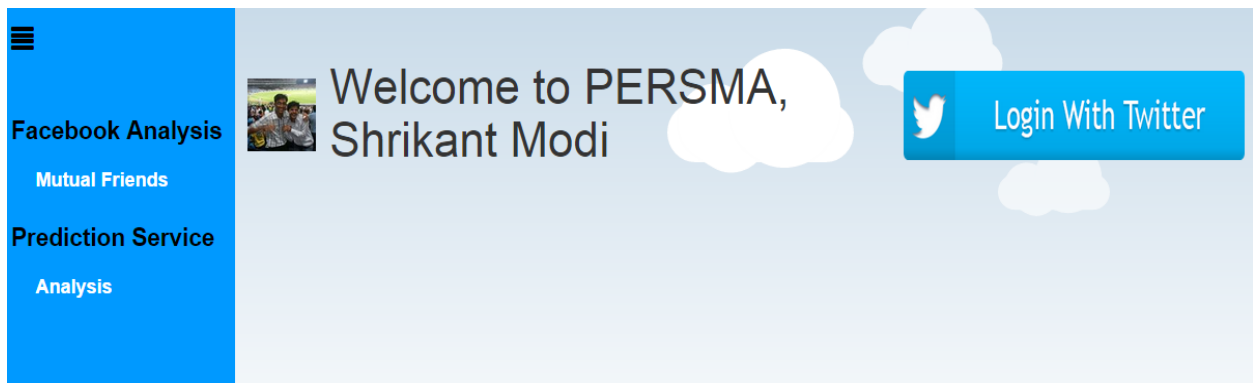 Facebook Analysis
Mutual Friends
Prediction Service
Analysis
Welcome to PERSMA,
Shrikant Modi
Login With Twitter